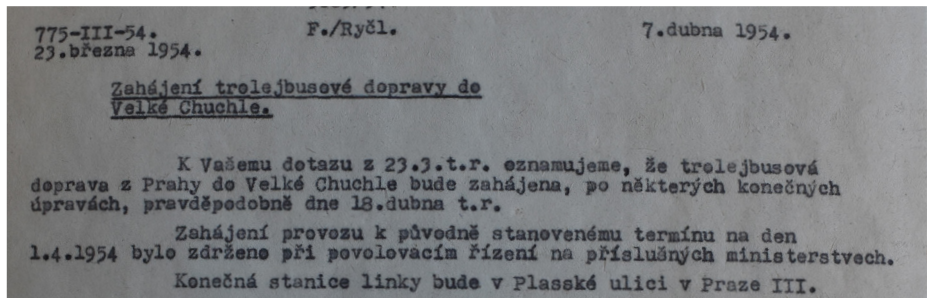 775-III-54. F./Ryčl. 7.dubna 1954.
23.března 1954.
Zahájení trolejbusové dopravy do
Velké Chuchle.
K Vašemu dotazu z 23.3.t.r. oznamujeme, že trolejbusová
doprava z Prahy do Velké Chuchle bude zahájena, po některých konečných
úpravách, pravděpodobně dne 18.dubna t.r.
Zahájení provozu k původně stanovenému termínu na den
1.4.1954 bylo zdrženo při povolovacím řízení na příslušných ministerstvech.
Konečná stanice linky bude v Plasské ulici v Praze III.